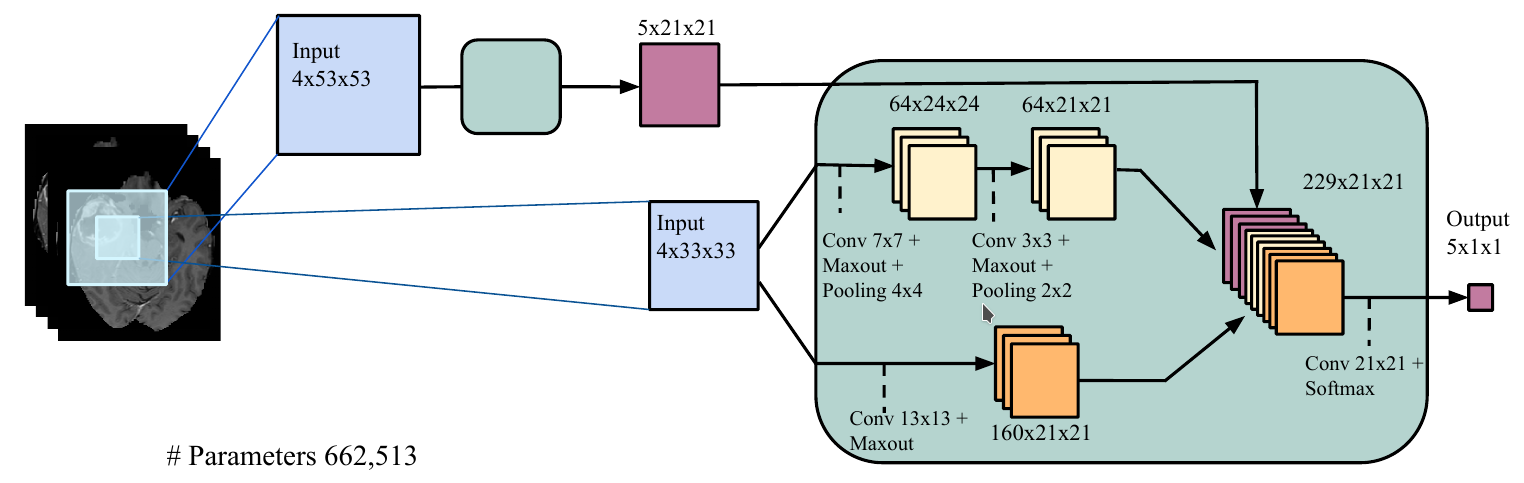 Input
4x53x53
5x21x21
64x24x24
64x21x21
229x21x21
Input
4x33x33
Conv 7x7 +
Maxout +
Pooling 4x4
Conv 3x3 +
Maxout +
Pooling 2x2
Output
5x1x1
Conv 21x21 +
Softmax
Conv 13x13 +
Maxout
160x21x21
# Parameters 662,513